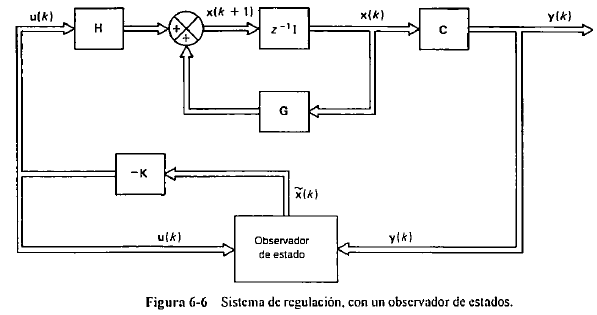 u(k)
H
+
+
x(k + 1)
z⁻¹I
x(k)
C
y(k)
G
−K
x̃(k)
u(k)
Observador
de estado
y(k)
Figura 6-6 Sistema de regulación, con un observador de estados.